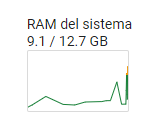 RAM del sistema
9.1 / 12.7 GB